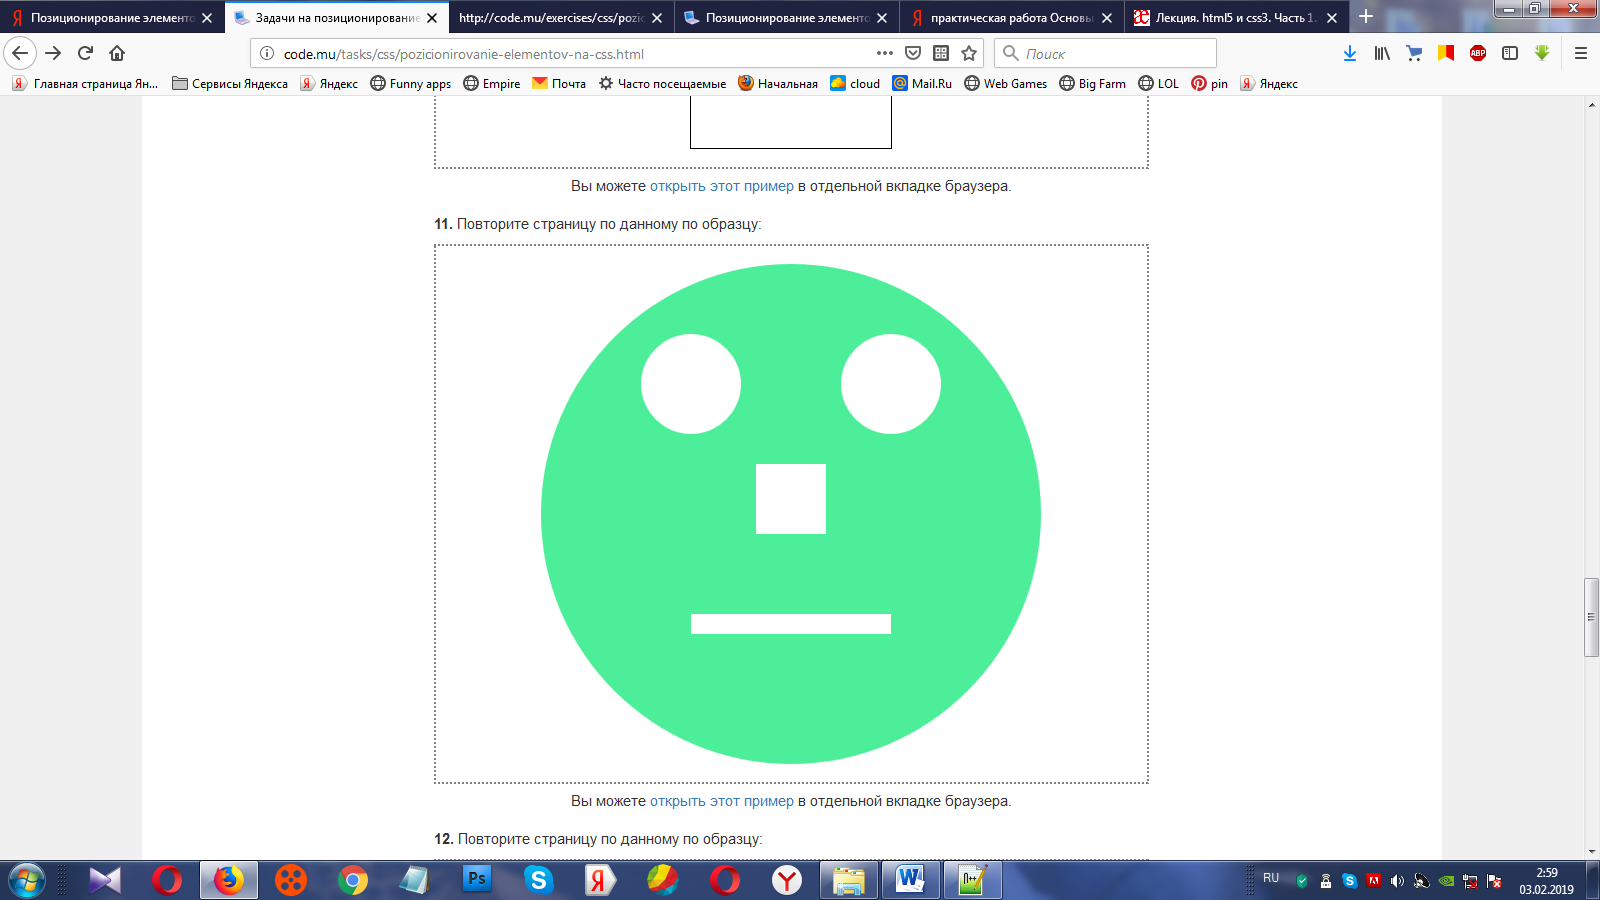 Позиционирование элементо
Задачи на позиционирование
http://code.mu/exercises/css/pozic
Позиционирование элементо
практическая работа Основы
Лекция. html5 и css3. Часть 1.
code.mu/tasks/css/pozicionirovanie-elementov-na-css.html
Поиск
ABP
Главная страница Ян...
Сервисы Яндекса
Яндекс
Funny apps
Empire
Почта
Часто посещаемые
Начальная
cloud
Mail.Ru
Web Games
Big Farm
LOL
pin
Яндекс
Вы можете открыть этот пример в отдельной вкладке браузера.
11. Повторите страницу по данному по образцу:
Вы можете открыть этот пример в отдельной вкладке браузера.
12. Повторите страницу по данному по образцу:
RU
2:59
03.02.2019